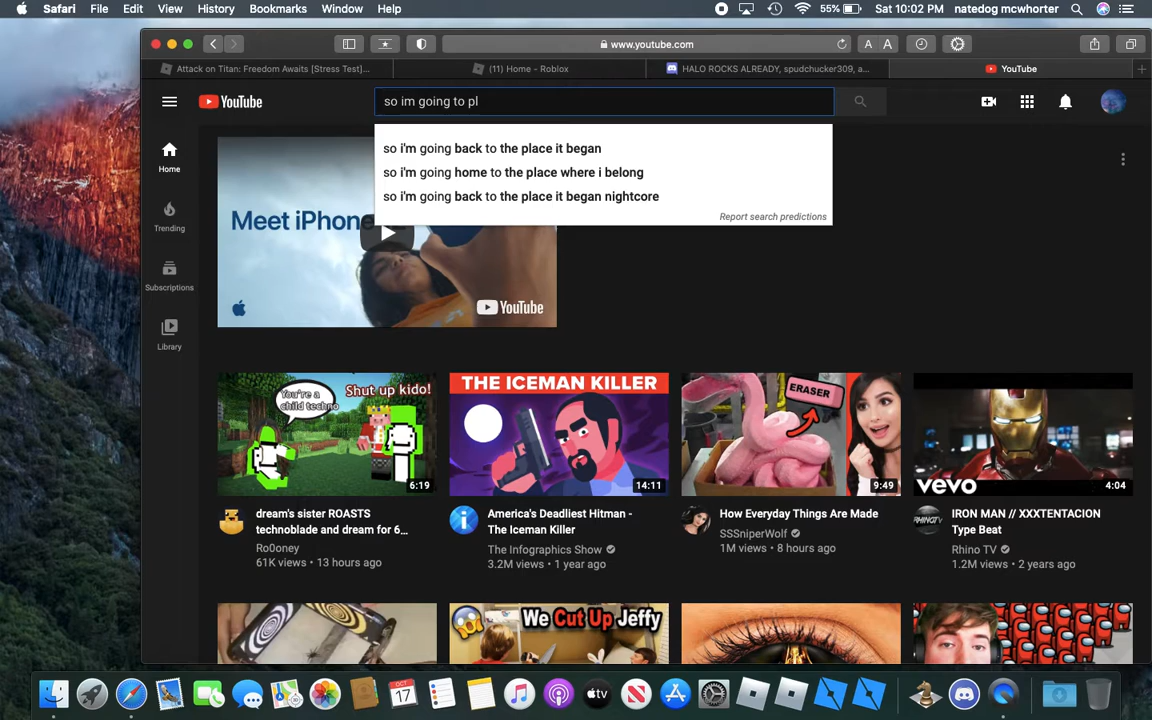 Safari File Edit View History Bookmarks Window Help 55% Sat 10:02 PM natedog mcwhorter
www.youtube.com A A
Attack on Titan: Freedom Awaits [Stress Test]... (11) Home - Roblox HALO ROCKS ALREADY, spudchucker309, a... YouTube
YouTube so im going to pl
so i'm going back to the place it began
so i'm going home to the place where i belong
so i'm going back to the place it began nightcore
Report search predictions
Home
Trending
Subscriptions
Library
Meet iPhone
YouTube
You're a
child techno
Shut up kido!
6:19
THE ICEMAN KILLER
14:11
ERASER
9:49
vevo
4:04
dream's sister ROASTS
technoblade and dream for 6...
Ro0oney
61K views • 13 hours ago
America's Deadliest Hitman -
The Iceman Killer
The Infographics Show
3.2M views • 1 year ago
How Everyday Things Are Made
SSSniperWolf
1M views • 8 hours ago
RHINO TV
IRON MAN // XXXTENTACION
Type Beat
Rhino TV
1.2M views • 2 years ago
We Cut Up Jeffy
OCT
17
tv